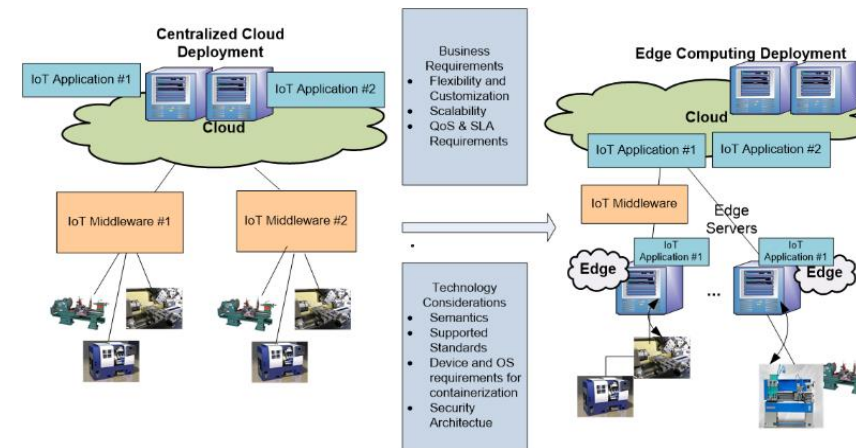 Centralized Cloud
Deployment
IoT Application #1
IoT Application #2
Cloud
IoT Middleware #1
IoT Middleware #2
Business
Requirements
• Flexibility and
Customization
• Scalability
• QoS & SLA
Requirements
.
Technology
Considerations
• Semantics
• Supported
Standards
• Device and OS
requirements for
containerization
• Security
Architectue
Edge Computing Deployment
Cloud
IoT Application #1
IoT Application #2
IoT Middleware
Edge
Servers
IoT
Application #1
Edge
...
IoT
Application #1
Edge